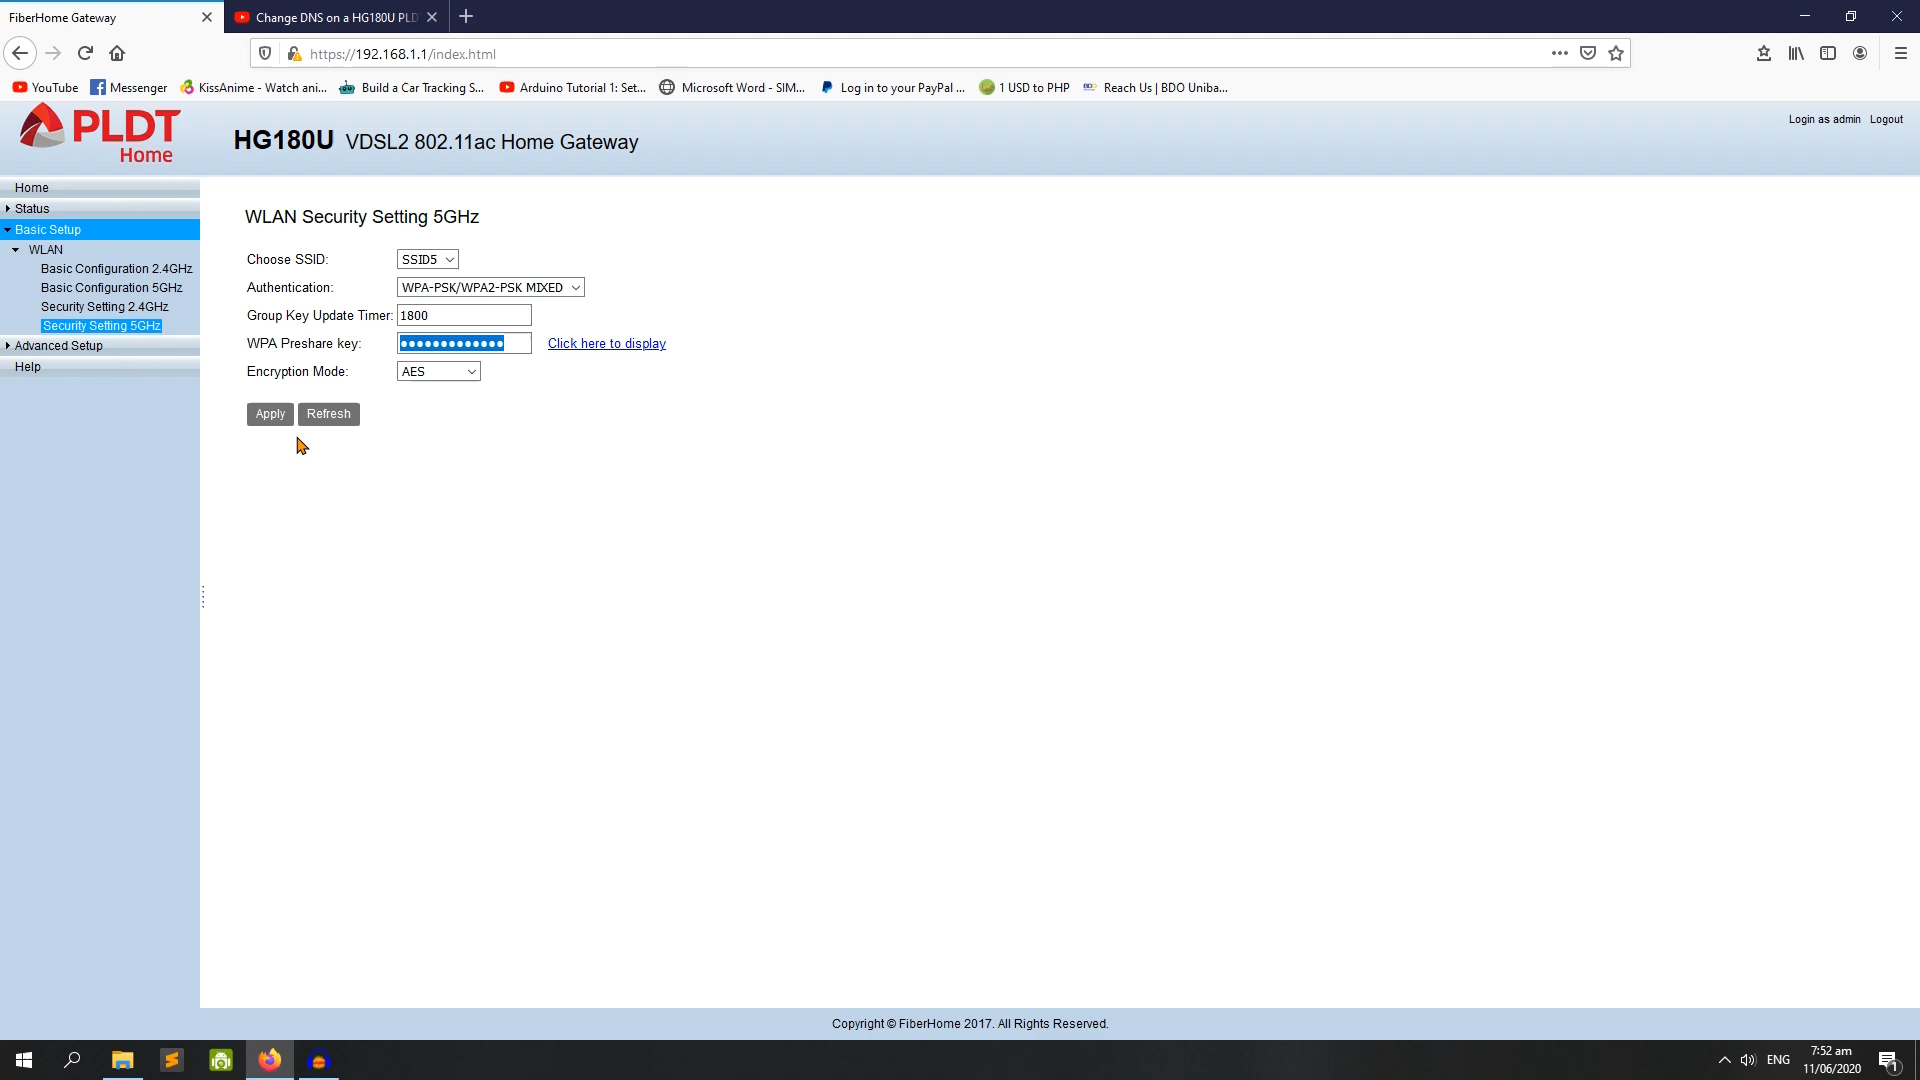 FiberHome Gateway
Change DNS on a HG180U PLD
https://192.168.1.1/index.html
YouTube
Messenger
KissAnime - Watch ani...
Build a Car Tracking S...
Arduino Tutorial 1: Set...
Microsoft Word - SIM...
Log in to your PayPal ...
1 USD to PHP
BDO
Reach Us | BDO Uniba...
PLDT
Home
HG180U VDSL2 802.11ac Home Gateway
Login as admin Logout
Home
Status
Basic Setup
WLAN
Basic Configuration 2.4GHz
Basic Configuration 5GHz
Security Setting 2.4GHz
Security Setting 5GHz
Advanced Setup
Help
WLAN Security Setting 5GHz
Choose SSID: SSID5
Authentication: WPA-PSK/WPA2-PSK MIXED
Group Key Update Timer: 1800
WPA Preshare key: ●●●●●●●●●●●●● Click here to display
Encryption Mode: AES
Apply Refresh
Copyright © FiberHome 2017. All Rights Reserved.
ENG
7:52 am
11/06/2020
1